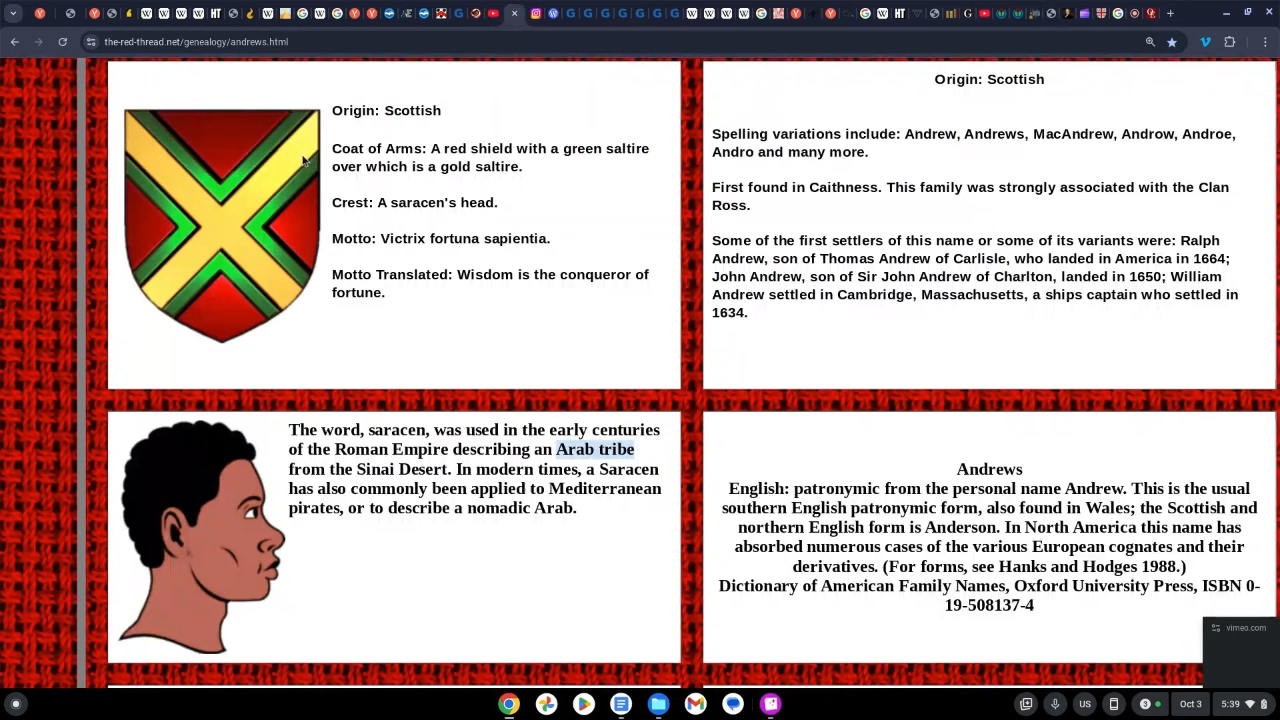 the-red-thread.net/genealogy/andrews.html
Origin: Scottish
Coat of Arms: A red shield with a green saltire
over which is a gold saltire.
Crest: A saracen's head.
Motto: Victrix fortuna sapientia.
Motto Translated: Wisdom is the conqueror of
fortune.
Origin: Scottish
Spelling variations include: Andrew, Andrews, MacAndrew, Androw, Androe,
Andro and many more.
First found in Caithness. This family was strongly associated with the Clan
Ross.
Some of the first settlers of this name or some of its variants were: Ralph
Andrew, son of Thomas Andrew of Carlisle, who landed in America in 1664;
John Andrew, son of Sir John Andrew of Charlton, landed in 1650; William
Andrew settled in Cambridge, Massachusetts, a ships captain who settled in
1634.
The word, saracen, was used in the early centuries
of the Roman Empire describing an Arab tribe
from the Sinai Desert. In modern times, a Saracen
has also commonly been applied to Mediterranean
pirates, or to describe a nomadic Arab.
Andrews
English: patronymic from the personal name Andrew. This is the usual
southern English patronymic form, also found in Wales; the Scottish and
northern English form is Anderson. In North America this name has
absorbed numerous cases of the various European cognates and their
derivatives. (For forms, see Hanks and Hodges 1988.)
Dictionary of American Family Names, Oxford University Press, ISBN 0-
19-508137-4
vimeo.com
US
3
Oct 3
5:39